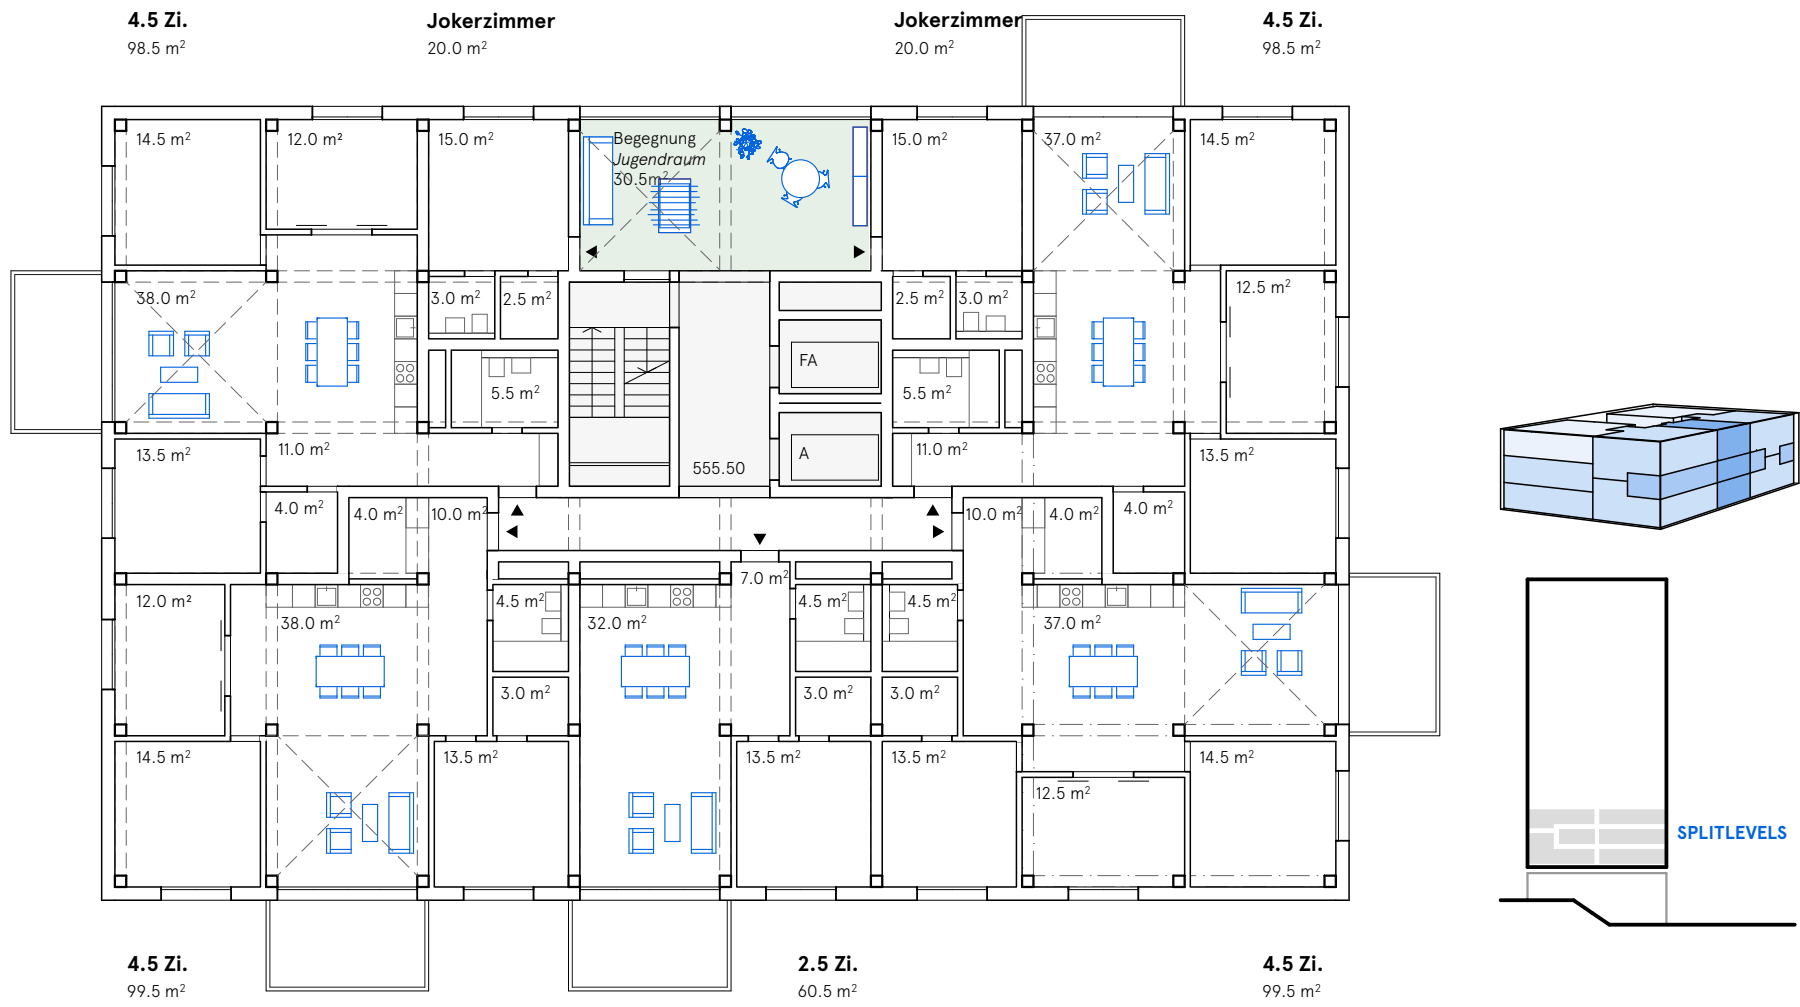 4.5 Zi.
98.5 m²
Jokerzimmer
20.0 m²
Jokerzimmer
20.0 m²
4.5 Zi.
98.5 m²
14.5 m²
12.0 m²
15.0 m²
Begegnung
Jugendraum
30.5m²
15.0 m²
37.0 m²
14.5 m²
38.0 m²
3.0 m²
2.5 m²
2.5 m²
3.0 m²
12.5 m²
FA
5.5 m²
5.5 m²
11.0 m²
A
555.50
11.0 m²
13.5 m²
13.5 m²
4.0 m²
4.0 m²
10.0 m²
10.0 m²
4.0 m²
4.0 m²
7.0 m²
12.0 m²
38.0 m²
4.5 m²
32.0 m²
4.5 m²
4.5 m²
37.0 m²
3.0 m²
3.0 m²
3.0 m²
14.5 m²
13.5 m²
13.5 m²
13.5 m²
12.5 m²
14.5 m²
SPLITLEVELS
4.5 Zi.
99.5 m²
2.5 Zi.
60.5 m²
4.5 Zi.
99.5 m²